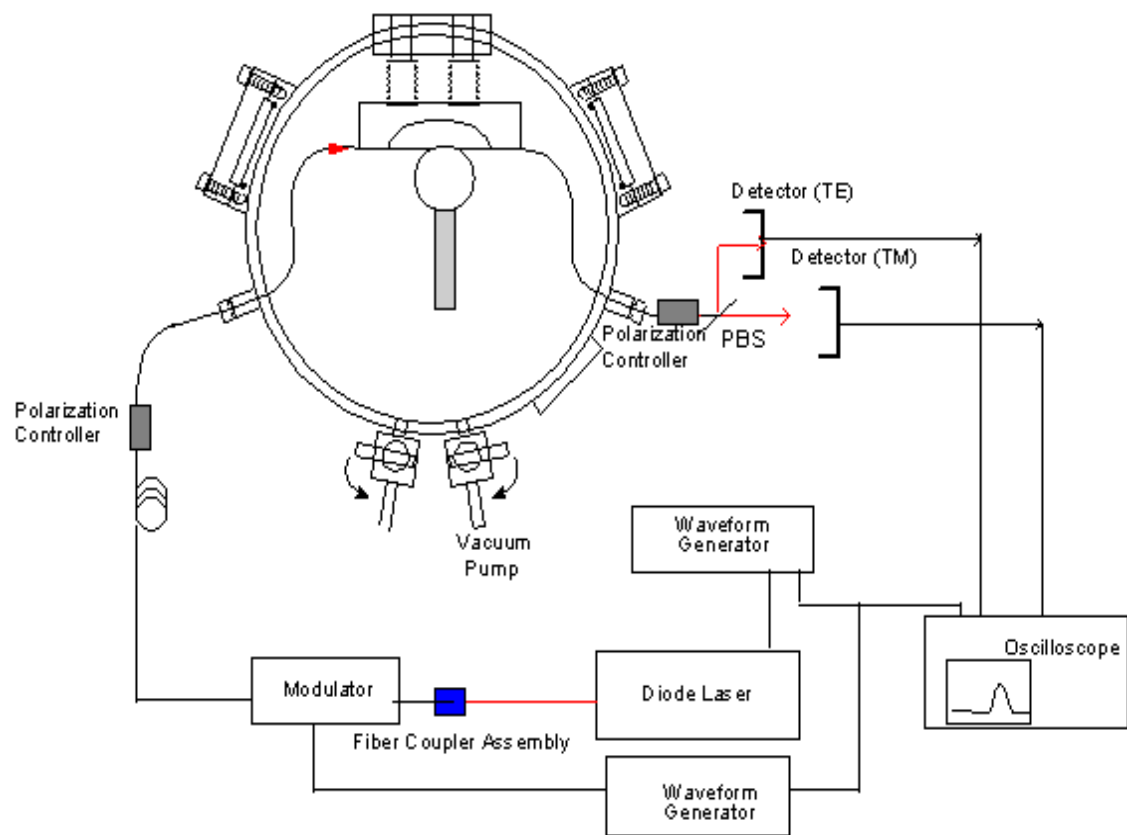 Detector (TE)
Detector (TM)
Polarization
Controller
PBS
Polarization
Controller
Vacuum
Pump
Waveform
Generator
Oscilloscope
Modulator
Diode Laser
Fiber Coupler Assembly
Waveform
Generator